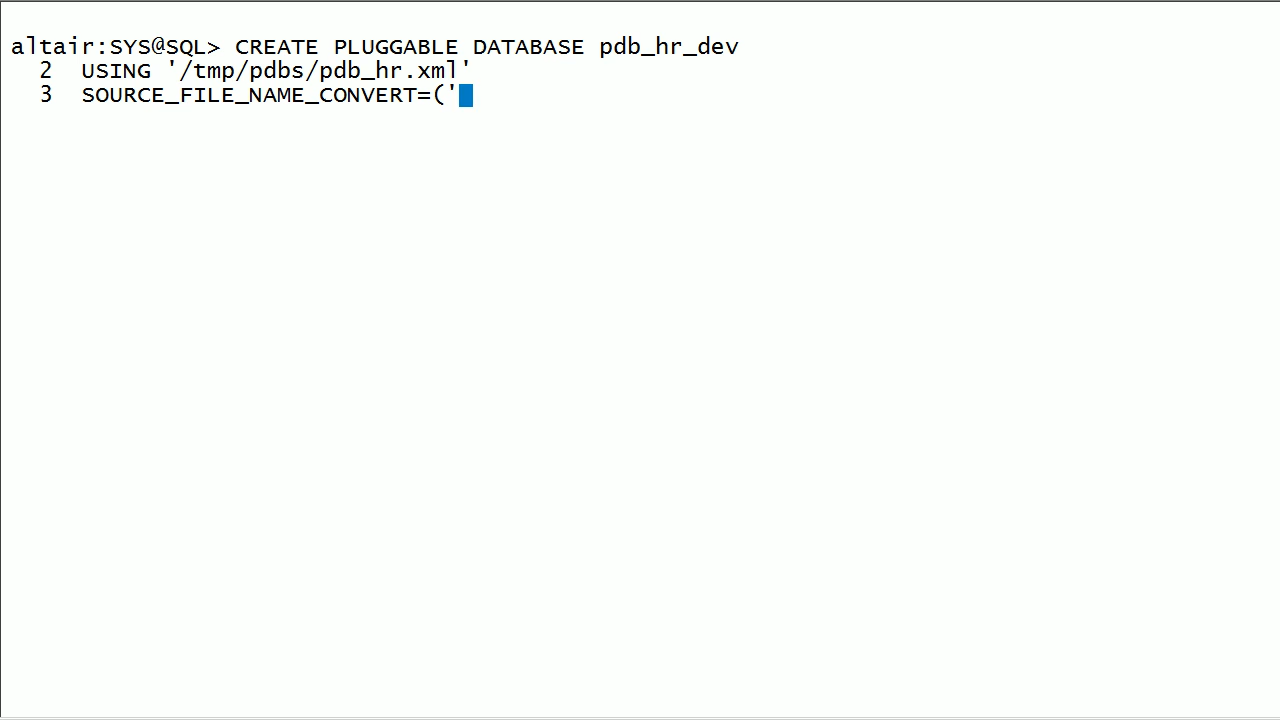 altair:SYS@SQL> CREATE PLUGGABLE DATABASE pdb_hr_dev
2 USING '/tmp/pdbs/pdb_hr.xml'
3 SOURCE_FILE_NAME_CONVERT=('